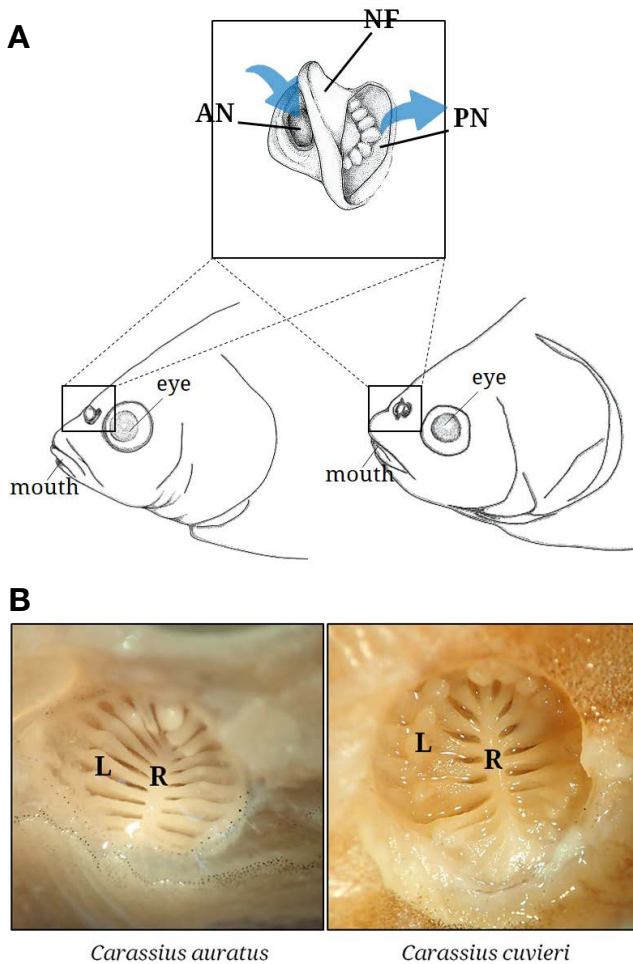 A
NF
AN
PN
eye
eye
mouth
mouth
B
L
R
L
R
Carassius auratus
Carassius cuvieri